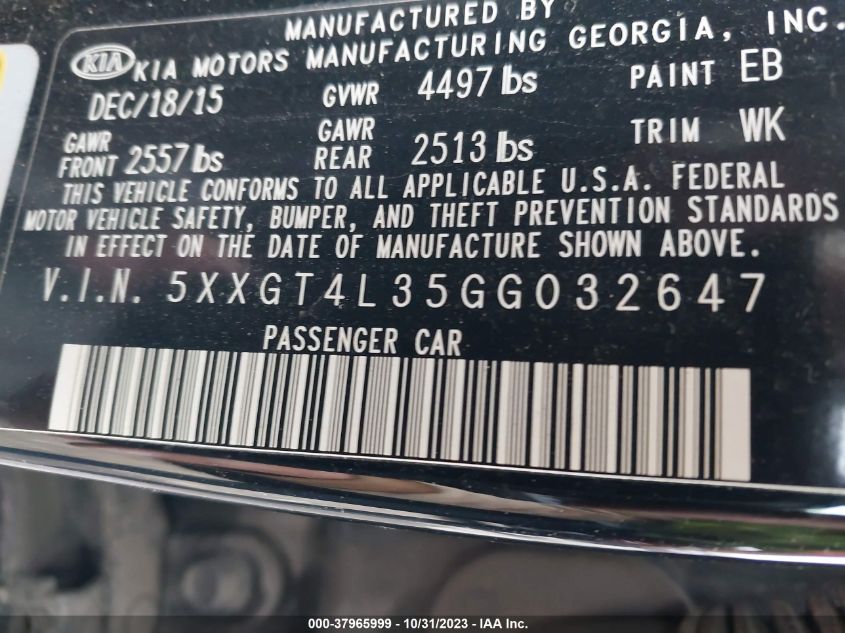 MANUFACTURED BY
KIA KIA MOTORS MANUFACTURING GEORGIA, INC.
DEC/18/15 GVWR 4497 lbs PAINT EB
GAWR FRONT 2557 lbs GAWR REAR 2513 lbs TRIM WK
THIS VEHICLE CONFORMS TO ALL APPLICABLE U.S.A. FEDERAL
MOTOR VEHICLE SAFETY, BUMPER, AND THEFT PREVENTION STANDARDS
IN EFFECT ON THE DATE OF MANUFACTURE SHOWN ABOVE.
V.I.N. 5XXGT4L35GG032647
PASSENGER CAR
000-37965999 - 10/31/2023 - IAA Inc.